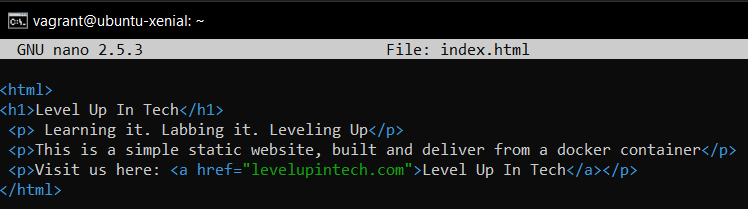 vagrant@ubuntu-xenial: ~
GNU nano 2.5.3 File: index.html
<html>
<h1>Level Up In Tech</h1>
<p> Learning it. Labbing it. Leveling Up</p>
<p>This is a simple static website, built and deliver from a docker container</p>
<p>Visit us here: <a href="levelupintech.com">Level Up In Tech</a></p>
</html>